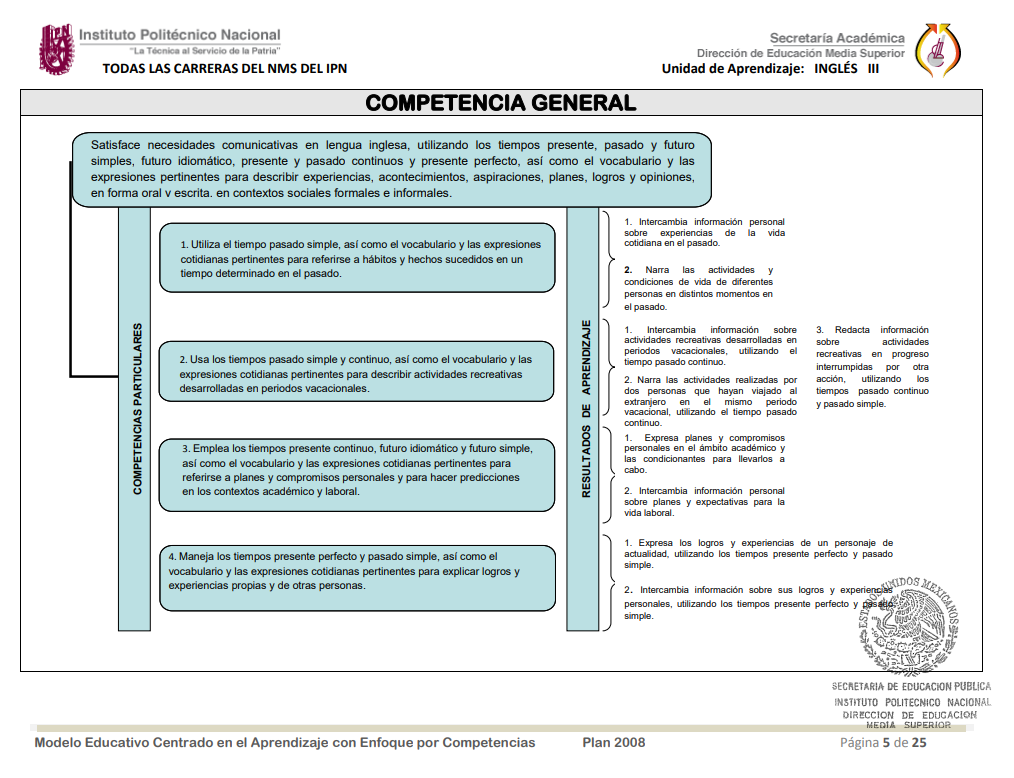 Instituto Politécnico Nacional
"La Técnica al Servicio de la Patria"
TODAS LAS CARRERAS DEL NMS DEL IPN
Secretaría Académica
Dirección de Educación Media Superior
Unidad de Aprendizaje: INGLÉS III
COMPETENCIA GENERAL
Satisface necesidades comunicativas en lengua inglesa, utilizando los tiempos presente, pasado y futuro
simples, futuro idiomático, presente y pasado continuos y presente perfecto, así como el vocabulario y las
expresiones pertinentes para describir experiencias, acontecimientos, aspiraciones, planes, logros y opiniones,
en forma oral y escrita. en contextos sociales formales e informales.
COMPETENCIAS PARTICULARES
1. Utiliza el tiempo pasado simple, así como el vocabulario y las expresiones
cotidianas pertinentes para referirse a hábitos y hechos sucedidos en un
tiempo determinado en el pasado.
2. Usa los tiempos pasado simple y continuo, así como el vocabulario y las
expresiones cotidianas pertinentes para describir actividades recreativas
desarrolladas en periodos vacacionales.
3. Emplea los tiempos presente continuo, futuro idiomático y futuro simple,
así como el vocabulario y las expresiones cotidianas pertinentes para
referirse a planes y compromisos personales y para hacer predicciones
en los contextos académico y laboral.
4. Maneja los tiempos presente perfecto y pasado simple, así como el
vocabulario y las expresiones cotidianas pertinentes para explicar logros y
experiencias propias y de otras personas.
RESULTADOS DE APRENDIZAJE
1. Intercambia información personal
sobre experiencias de la vida
cotidiana en el pasado.
2. Narra las actividades y
condiciones de vida de diferentes
personas en distintos momentos en
el pasado.
1. Intercambia información sobre
actividades recreativas desarrolladas en
periodos vacacionales, utilizando el
tiempo pasado continuo.
2. Narra las actividades realizadas por
dos personas que hayan viajado al
extranjero en el mismo periodo
vacacional, utilizando el tiempo pasado
continuo.
3. Redacta información
sobre actividades
recreativas en progreso
interrumpidas por otra
acción, utilizando los
tiempos pasado continuo
y pasado simple.
1. Expresa planes y compromisos
personales en el ámbito académico y
las condicionantes para llevarlos a
cabo.
2. Intercambia información personal
sobre planes y expectativas para la
vida laboral.
1. Expresa los logros y experiencias de un personaje de
actualidad, utilizando los tiempos presente perfecto y pasado
simple.
2. Intercambia información sobre sus logros y experiencias
personales, utilizando los tiempos presente perfecto y pasado
simple.
ESTADOS UNIDOS MEXICANOS
SECRETARIA DE EDUCACION PUBLICA
INSTITUTO POLITECNICO NACIONAL
DIRECCION DE EDUCACION
MEDIA SUPERIOR
Modelo Educativo Centrado en el Aprendizaje con Enfoque por Competencias
Plan 2008
Página 5 de 25